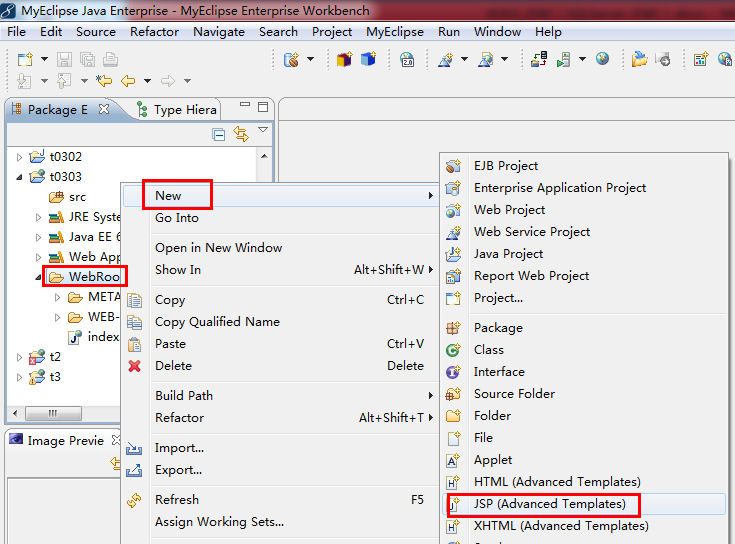 MyEclipse Java Enterprise - MyEclipse Enterprise Workbench
File Edit Source Refactor Navigate Search Project MyEclipse Run Window Help
Package E Type Hiera
t0302
t0303
src
JRE Syste
Java EE 6
Web App
WebRoo
META
WEB-
index
t2
t3
Image Previe
New
Go Into
Open in New Window
Show In Alt+Shift+W
Copy Ctrl+C
Copy Qualified Name
Paste Ctrl+V
Delete Delete
Build Path
Refactor Alt+Shift+T
Import...
Export...
Refresh F5
Assign Working Sets...
EJB Project
Enterprise Application Project
Web Project
Web Service Project
Java Project
Report Web Project
Project...
Package
Class
Interface
Source Folder
Folder
File
Applet
HTML (Advanced Templates)
JSP (Advanced Templates)
XHTML (Advanced Templates)